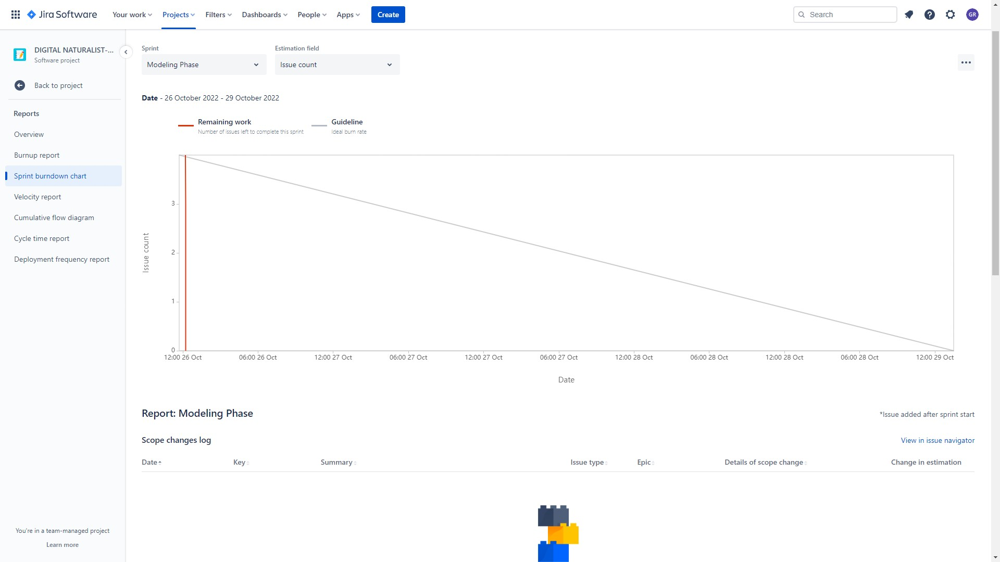 Jira Software
Your work
Projects
Filters
Dashboards
People
Apps
Create
Search
GR
DIGITAL NATURALIST-...
Software project
Back to project
Reports
Overview
Burnup report
Sprint burndown chart
Velocity report
Cumulative flow diagram
Cycle time report
Deployment frequency report
You're in a team-managed project
Learn more
Sprint
Estimation field
Modeling Phase
Issue count
Date - 26 October 2022 - 29 October 2022
Remaining work
Number of issues left to complete this sprint
Guideline
Ideal burn rate
3
2
1
0
Issue count
12:00 26 Oct
06:00 26 Oct
12:00 27 Oct
06:00 27 Oct
12:00 27 Oct
06:00 27 Oct
12:00 28 Oct
06:00 28 Oct
12:00 28 Oct
06:00 28 Oct
12:00 29 Oct
Date
Report: Modeling Phase
*Issue added after sprint start
Scope changes log
View in issue navigator
Date
Key
Summary
Issue type
Epic
Details of scope change
Change in estimation